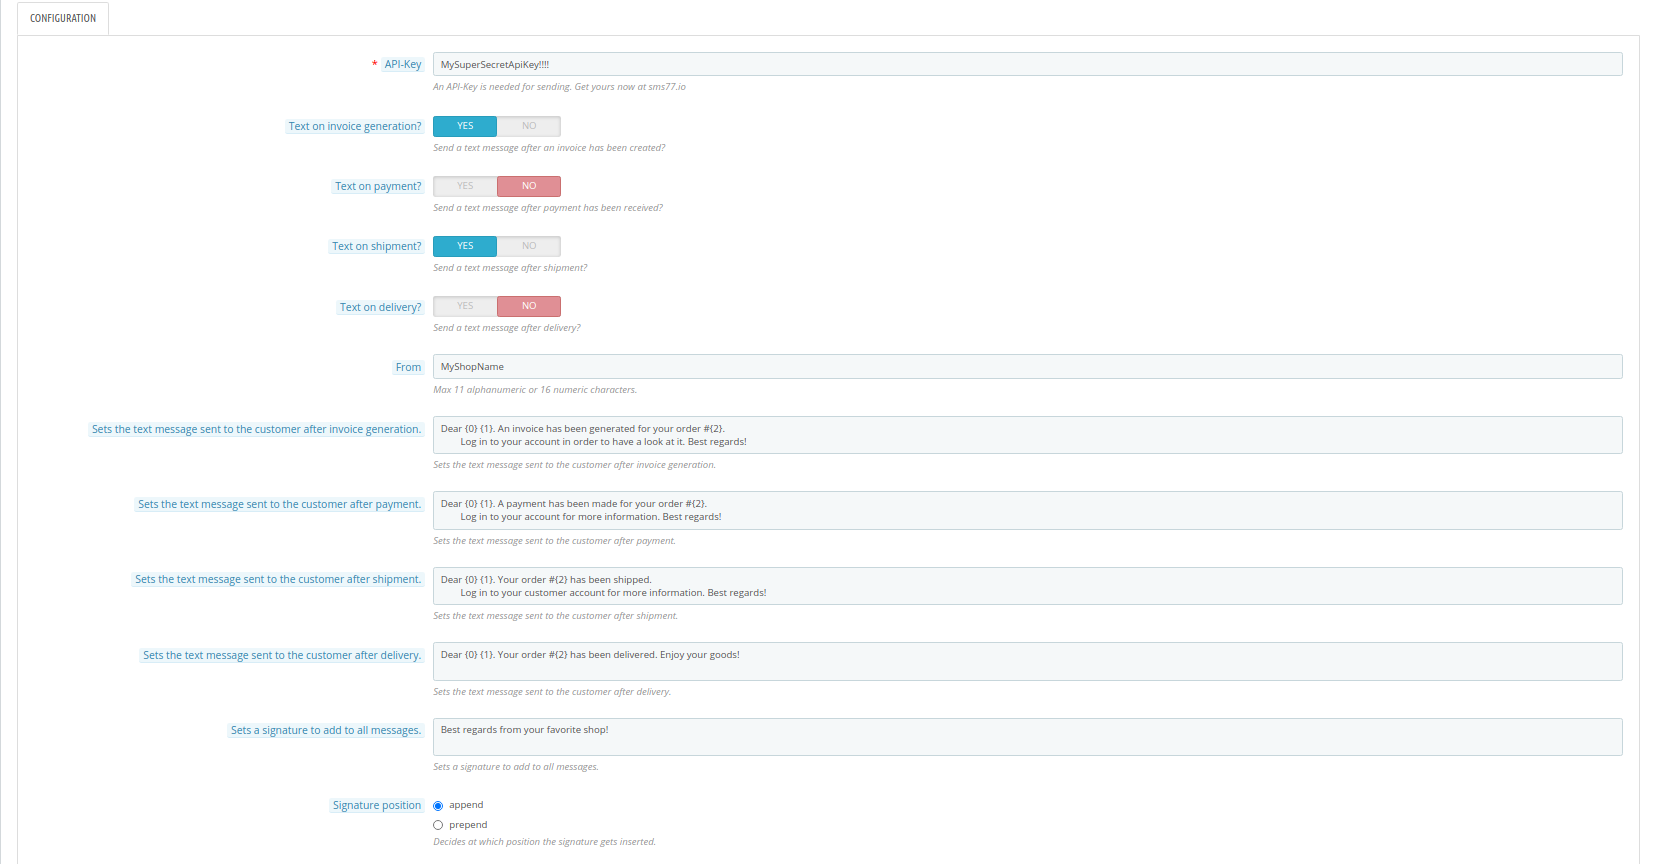 CONFIGURATION
* API-Key
MySuperSecretApiKey!!!!
An API-Key is needed for sending. Get yours now at sms77.io
Text on invoice generation?
YES NO
Send a text message after an invoice has been created?
Text on payment?
YES NO
Send a text message after payment has been received?
Text on shipment?
YES NO
Send a text message after shipment?
Text on delivery?
YES NO
Send a text message after delivery?
From
MyShopName
Max 11 alphanumeric or 16 numeric characters.
Sets the text message sent to the customer after invoice generation.
Dear {0} {1}. An invoice has been generated for your order #{2}.
Log in to your account in order to have a look at it. Best regards!
Sets the text message sent to the customer after invoice generation.
Sets the text message sent to the customer after payment.
Dear {0} {1}. A payment has been made for your order #{2}.
Log in to your account for more information. Best regards!
Sets the text message sent to the customer after payment.
Sets the text message sent to the customer after shipment.
Dear {0} {1}. Your order #{2} has been shipped.
Log in to your customer account for more information. Best regards!
Sets the text message sent to the customer after shipment.
Sets the text message sent to the customer after delivery.
Dear {0} {1}. Your order #{2} has been delivered. Enjoy your goods!
Sets the text message sent to the customer after delivery.
Sets a signature to add to all messages.
Best regards from your favorite shop!
Sets a signature to add to all messages.
Signature position
append
prepend
Decides at which position the signature gets inserted.